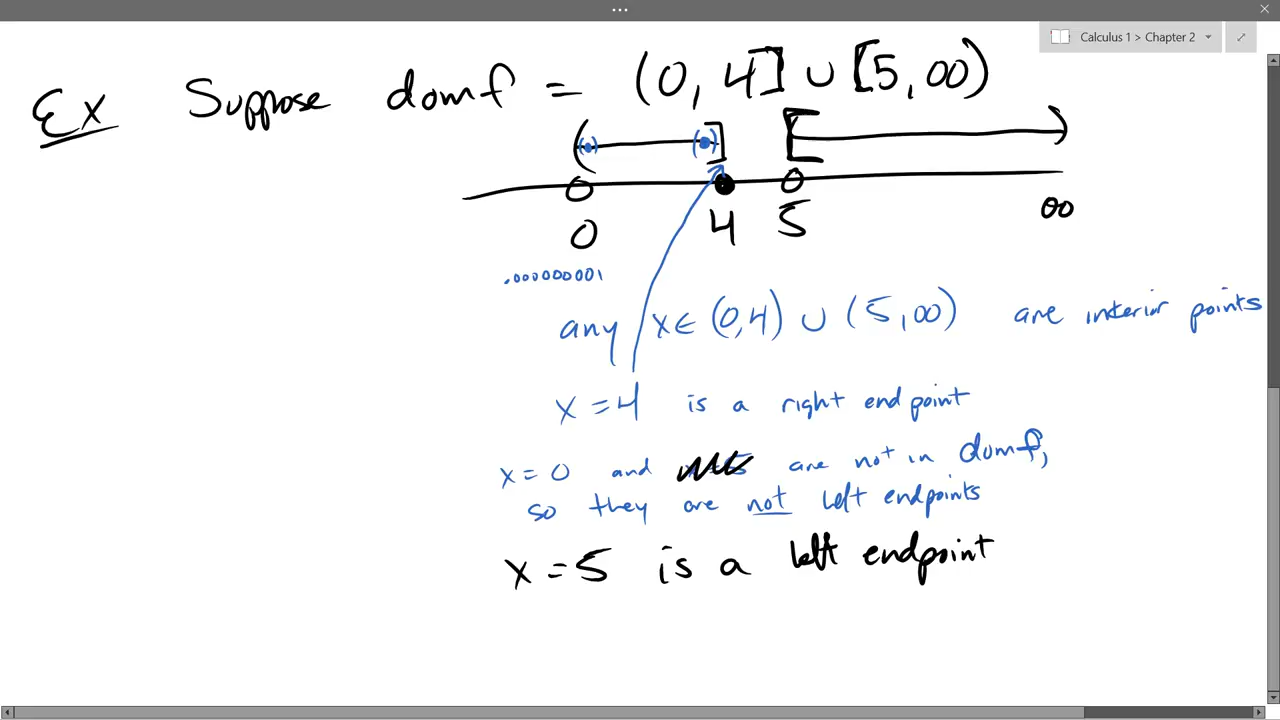 Calculus 1 > Chapter 2
Ex Suppose domf = (0, 4] ∪ [5, ∞)
( ] [ )
0 4 5 ∞
.000000001
any x ∈ (0,4) ∪ (5, ∞) are interior points
x = 4 is a right endpoint
x = 0 and are not in domf,
so they are not left endpoints
x = 5 is a left endpoint